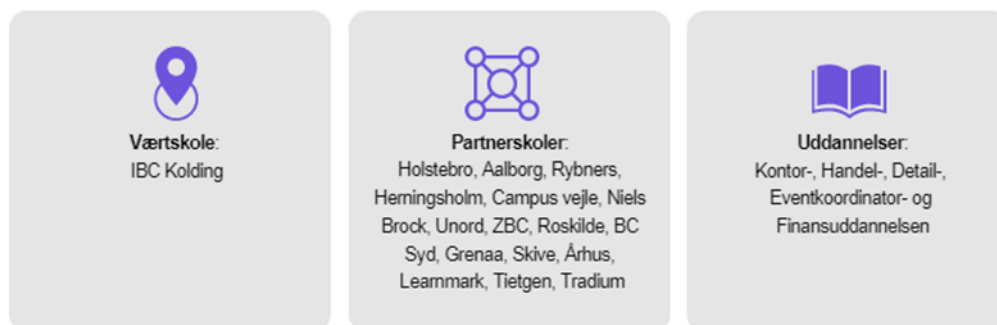 Værtskole:
IBC Kolding
Partnerskoler:
Holstebro, Aalborg, Rybners,
Herningsholm, Campus vejle, Niels
Brock, Unord, ZBC, Roskilde, BC
Syd, Grenaa, Skive, Århus,
Learnmark, Tietgen, Tradium
Uddannelser:
Kontor-, Handel-, Detail-,
Eventkoordinator- og
Finansuddannelsen